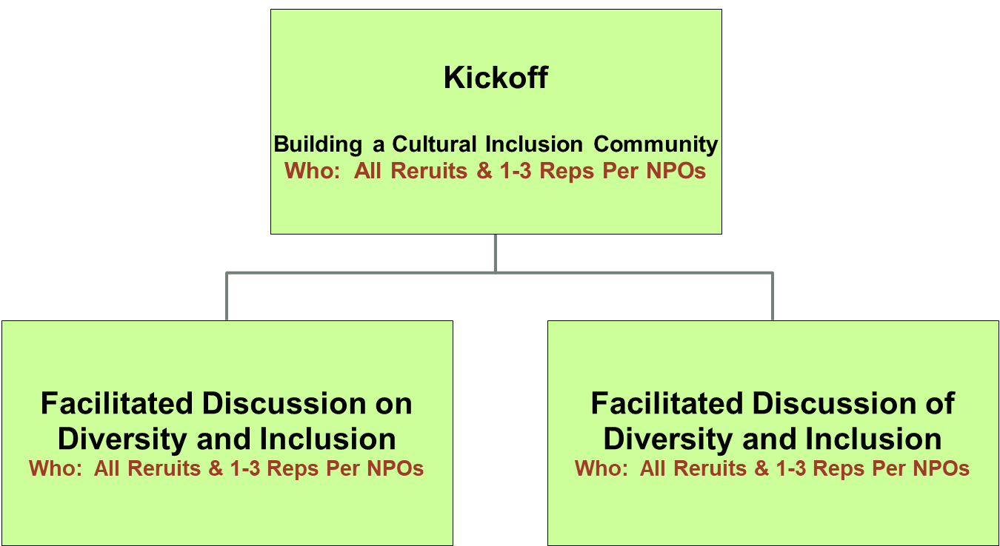 Kickoff
Building a Cultural Inclusion Community
Who:  All Reruits & 1-3 Reps Per NPOs
Facilitated Discussion on
Diversity and Inclusion
Who:  All Reruits & 1-3 Reps Per NPOs
Facilitated Discussion of
Diversity and Inclusion
Who:  All Reruits & 1-3 Reps Per NPOs